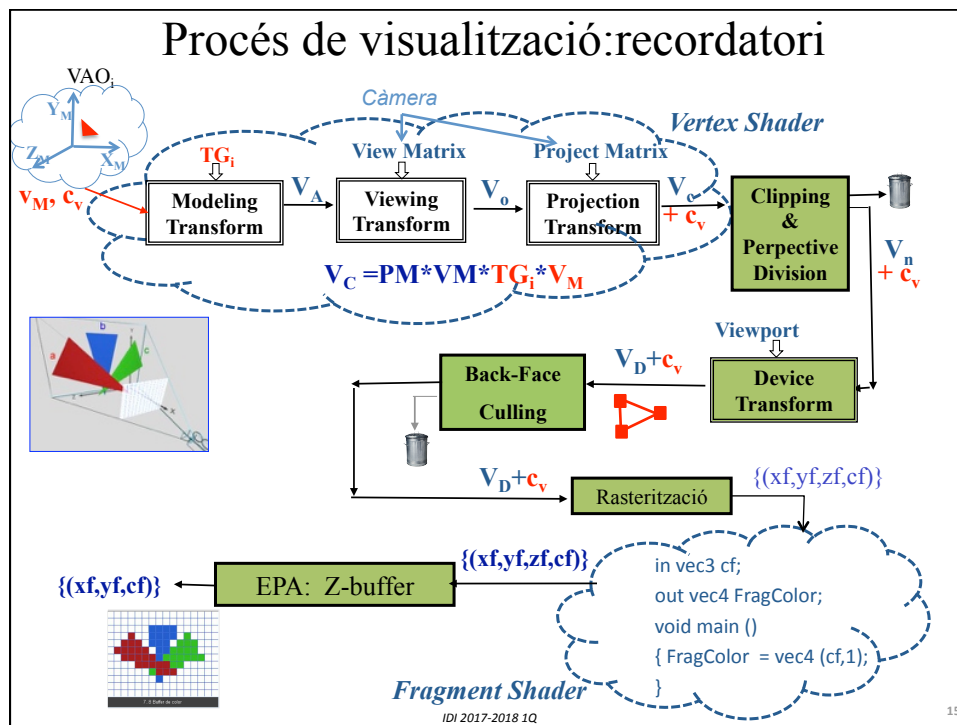 Procés de visualització:recordatori
VAOi
YM
ZM
XM
vM, cv
Càmera
Vertex Shader
TGi
View Matrix
Project Matrix
Modeling
Transform
VA
Viewing
Transform
Vo
Projection
Transform
Vc
+ cv
Clipping
&
Perpective
Division
Vn
+ cv
VC =PM*VM*TGi*VM
a
b
c
Viewport
Device
Transform
VD+cv
Back-Face
Culling
VD+cv
Rasterització
{(xf,yf,zf,cf)}
in vec3 cf;
out vec4 FragColor;
void main ()
{ FragColor = vec4 (cf,1);
}
Fragment Shader
{(xf,yf,zf,cf)}
EPA: Z-buffer
{(xf,yf,cf)}
IDI 2017-2018 1Q
15